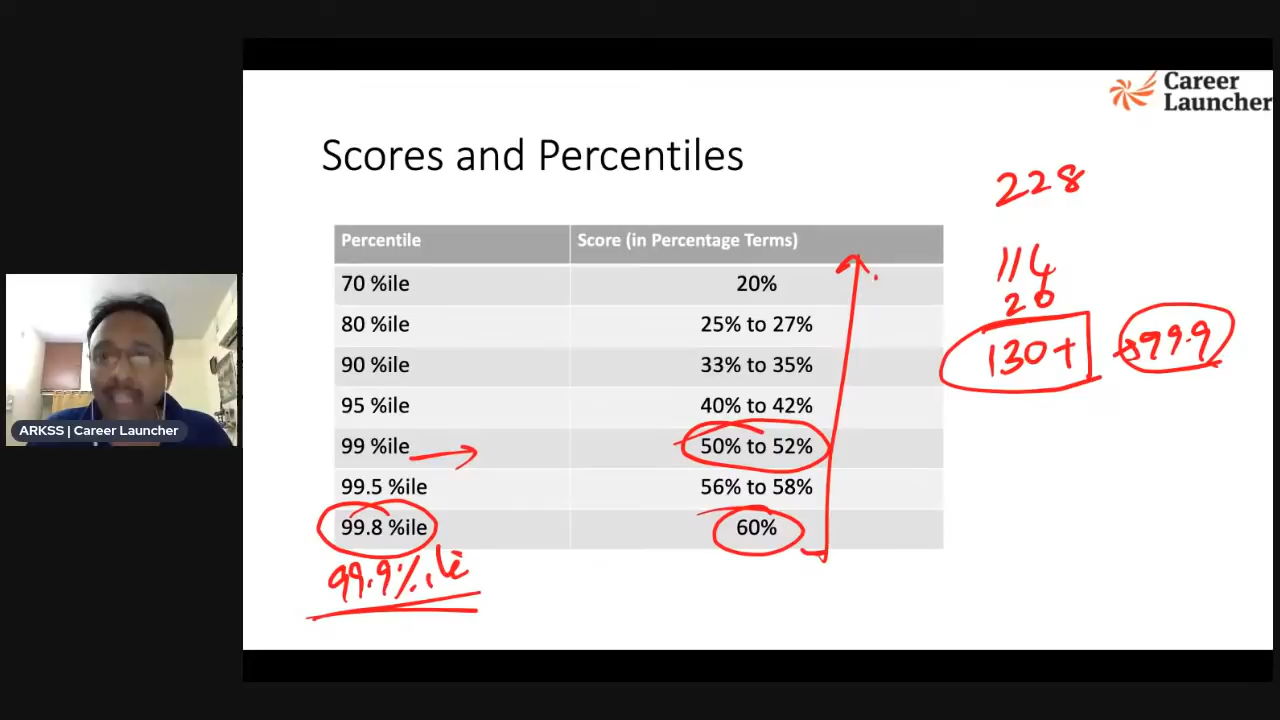 Career
Launcher
Scores and Percentiles
228
Percentile Score (in Percentage Terms)
70 %ile 20%
114
20
80 %ile 25% to 27%
130+ 99.9
90 %ile 33% to 35%
95 %ile 40% to 42%
ARKSS | Career Launcher
99 %ile 50% to 52%
99.5 %ile 56% to 58%
99.8 %ile 60%
99.9%ile